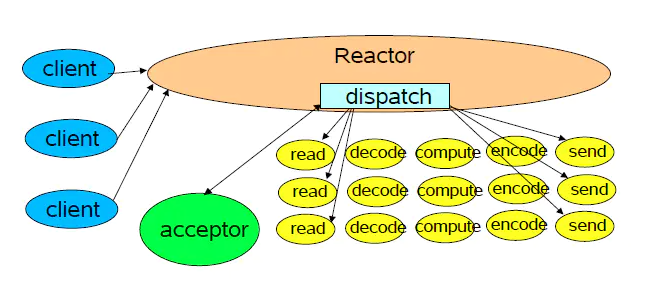 Reactor
client
dispatch
client
read decode compute encode send
read decode compute encode send
client
acceptor
read decode compute encode send